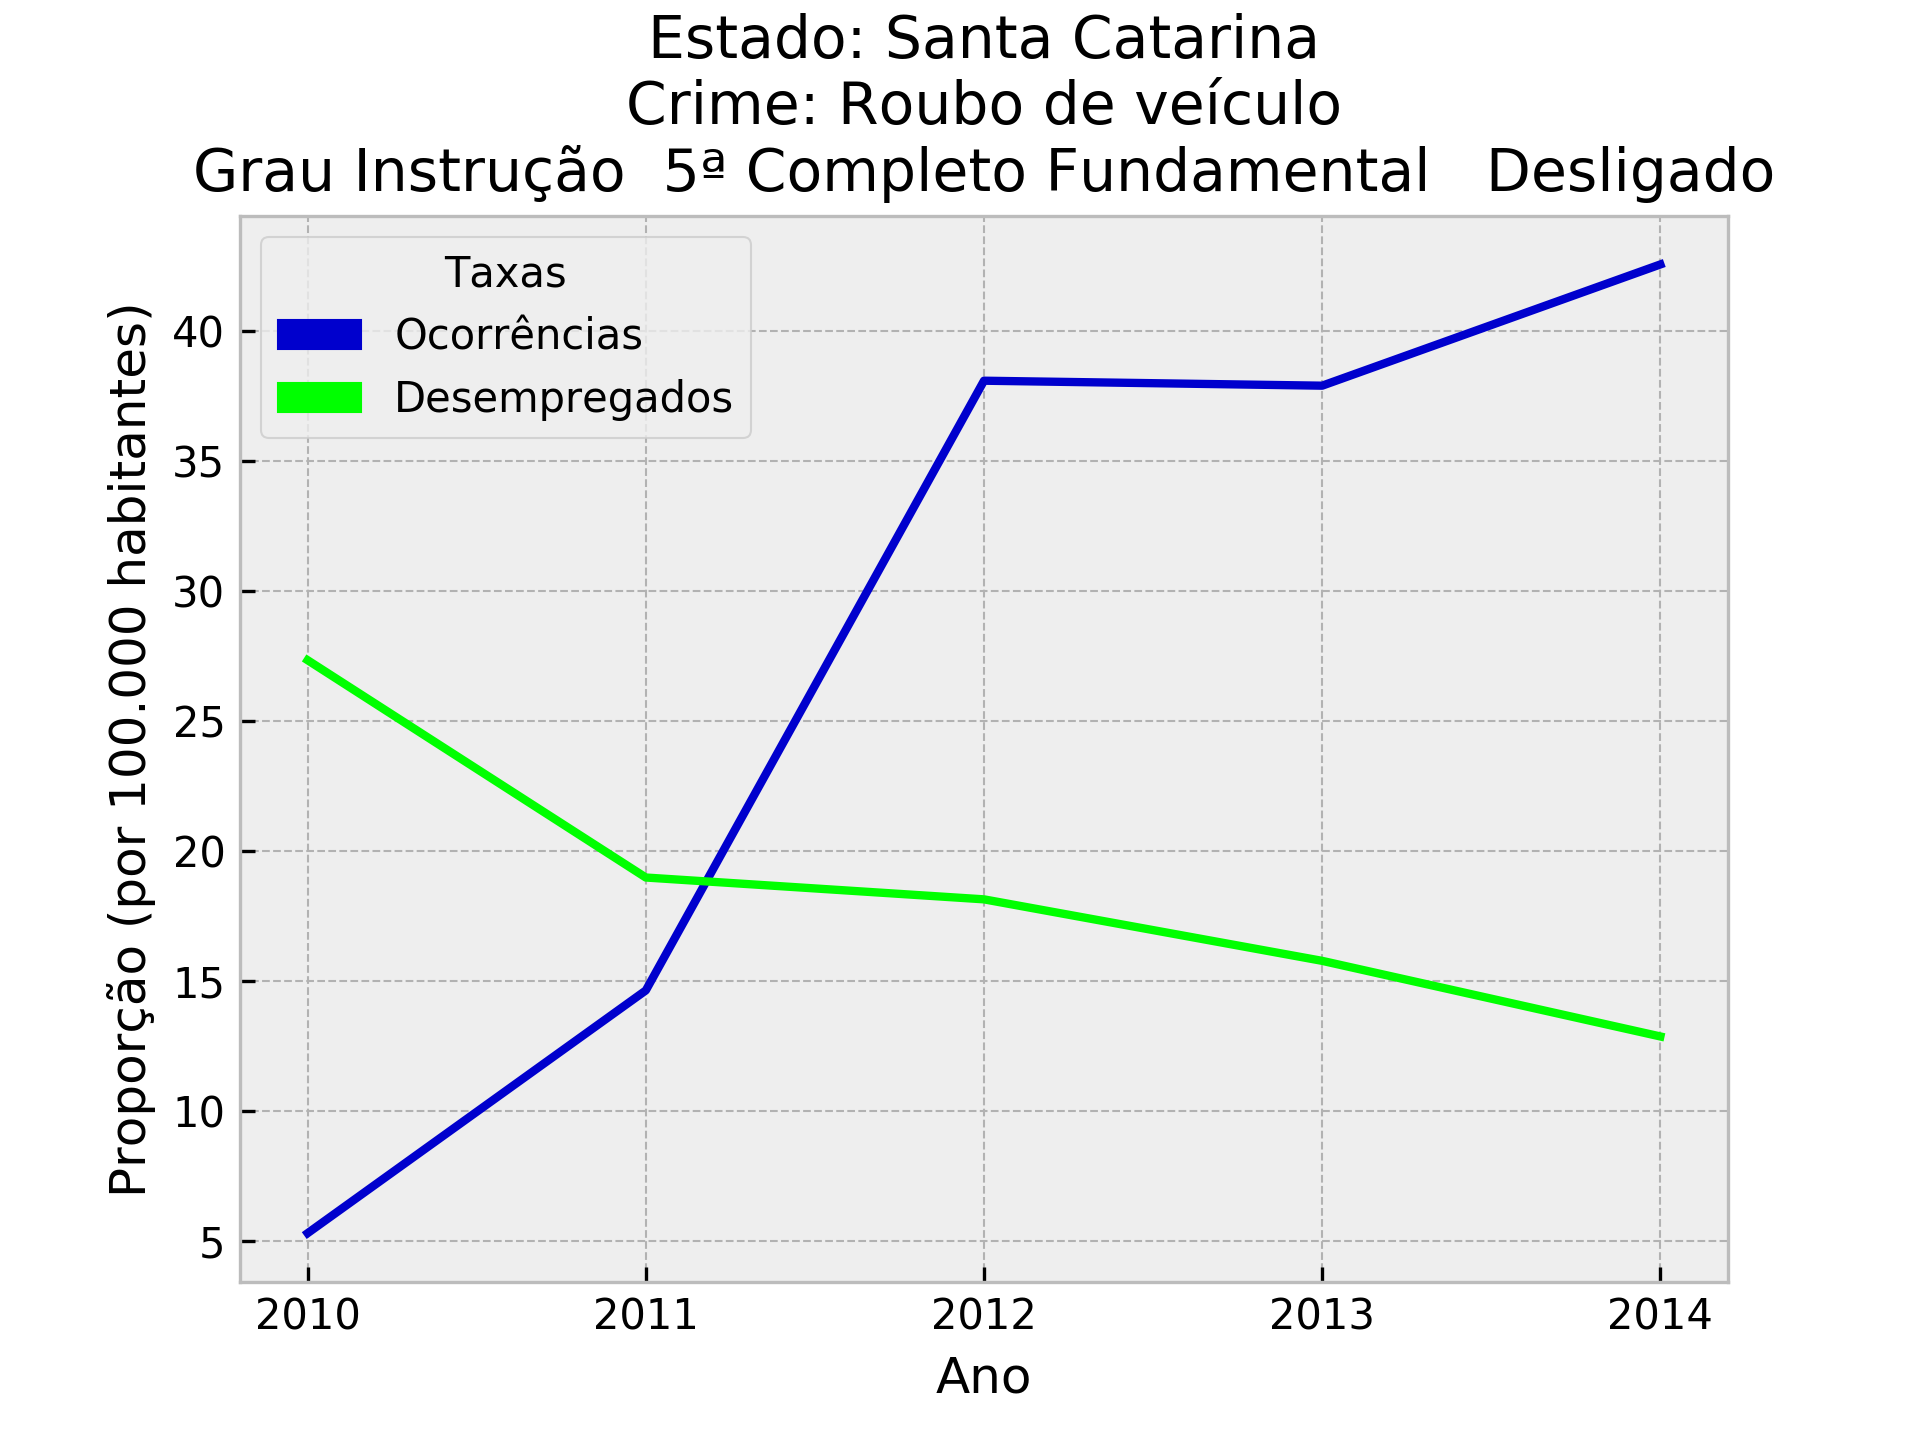 Estado: Santa Catarina
Crime: Roubo de veículo
Grau Instrução  5ª Completo Fundamental   Desligado
Taxas
Ocorrências
Desempregados
Proporção (por 100.000 habitantes)
40
35
30
25
20
15
10
5
2010 2011 2012 2013 2014
Ano